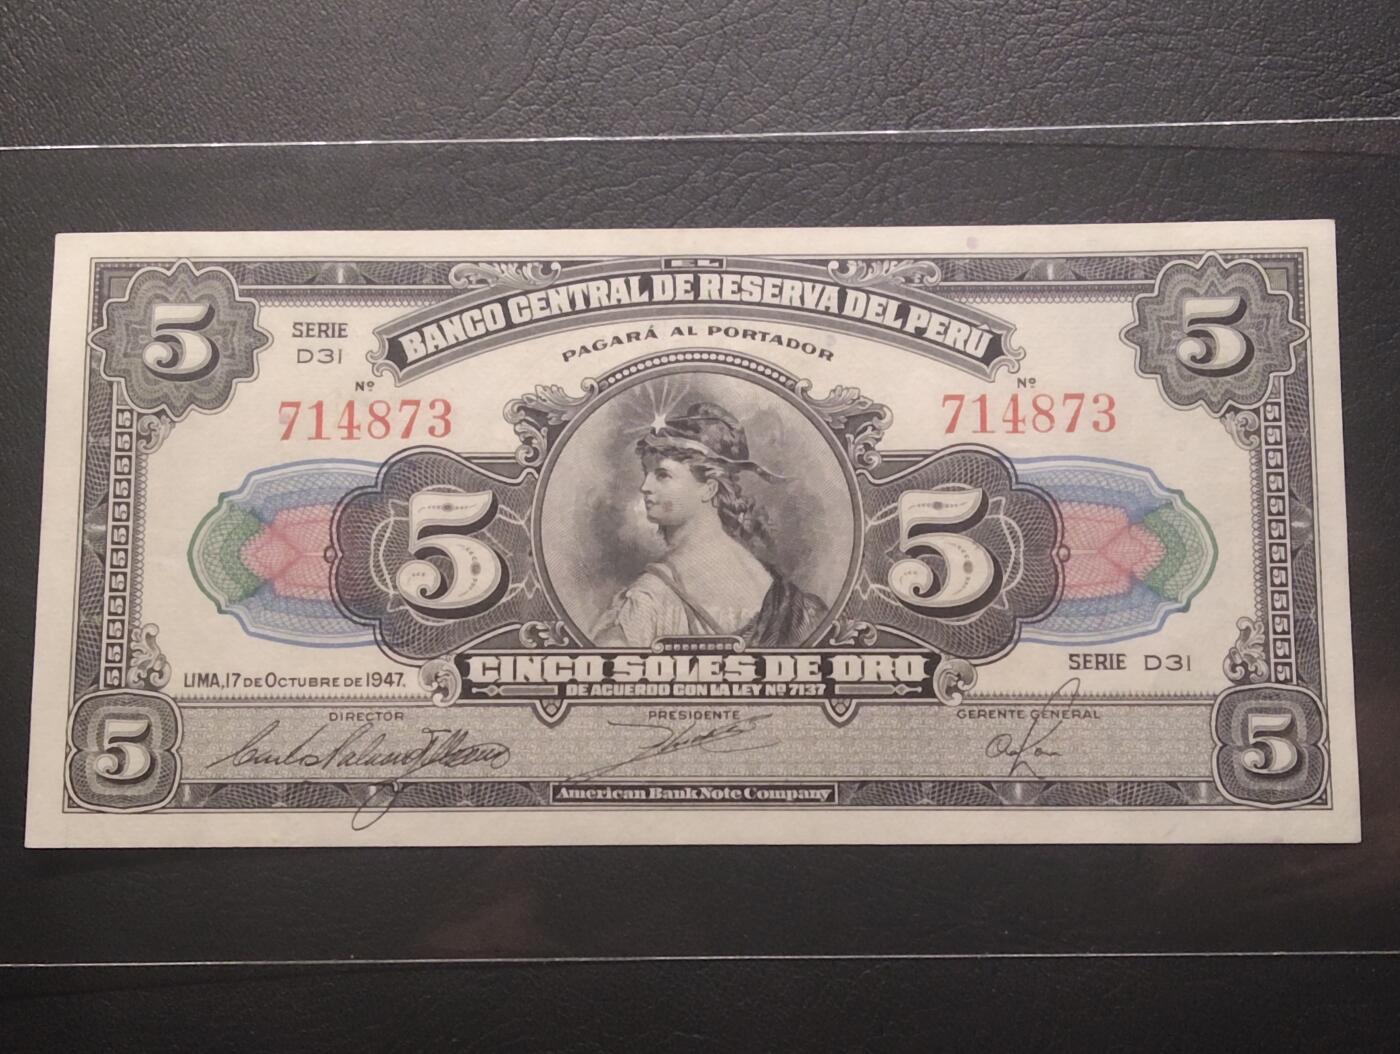 EL
BANCO CENTRAL DE RESERVA DEL PERÚ
PAGARÁ AL PORTADOR
5
5
SERIE
D31
Nº
714873
Nº
714873
5
5
CINCO SOLES DE ORO
DE ACUERDO CON LA LEY Nº 7137
SERIE D31
LIMA, 17 DE OCTUBRE DE 1947.
DIRECTOR
PRESIDENTE
GERENTE GENERAL
5
5
American Bank Note Company